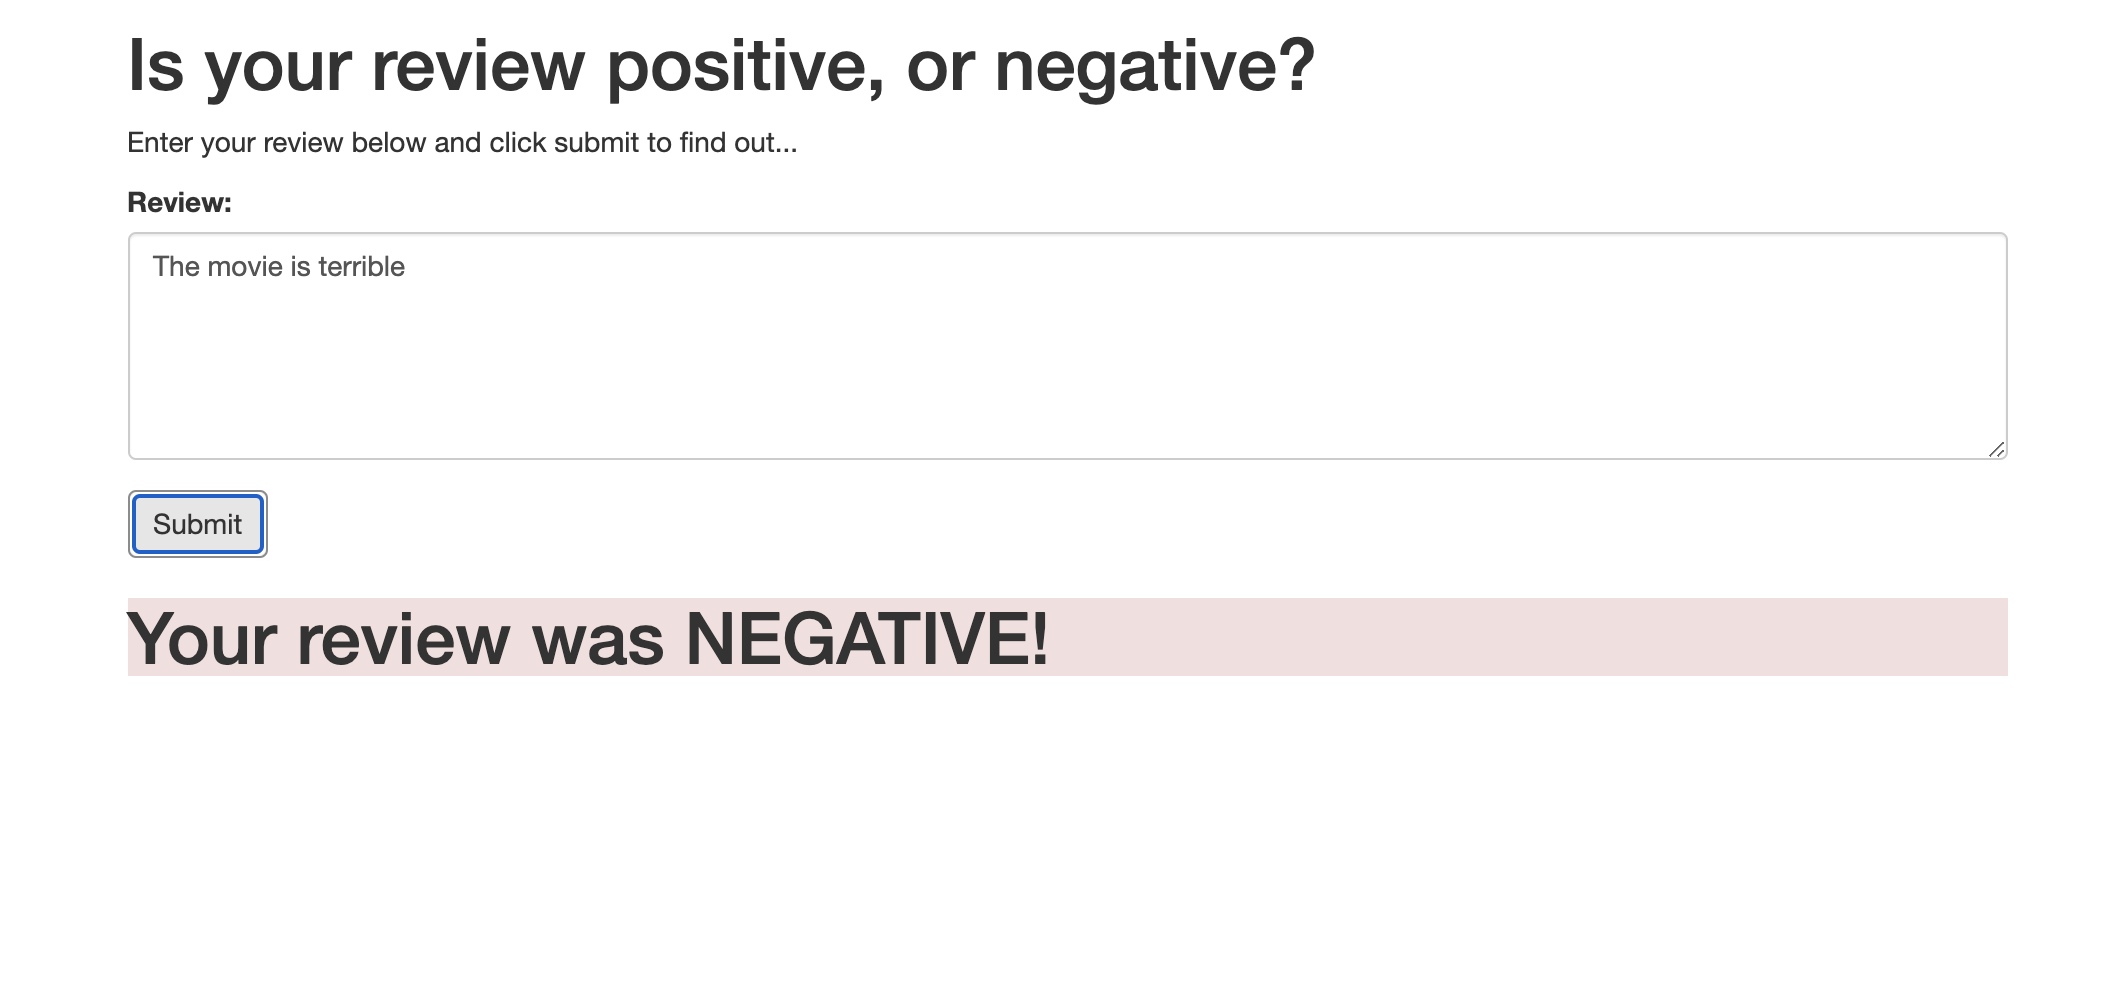 Is your review positive, or negative?
Enter your review below and click submit to find out...
Review:
The movie is terrible
Submit
Your review was NEGATIVE!